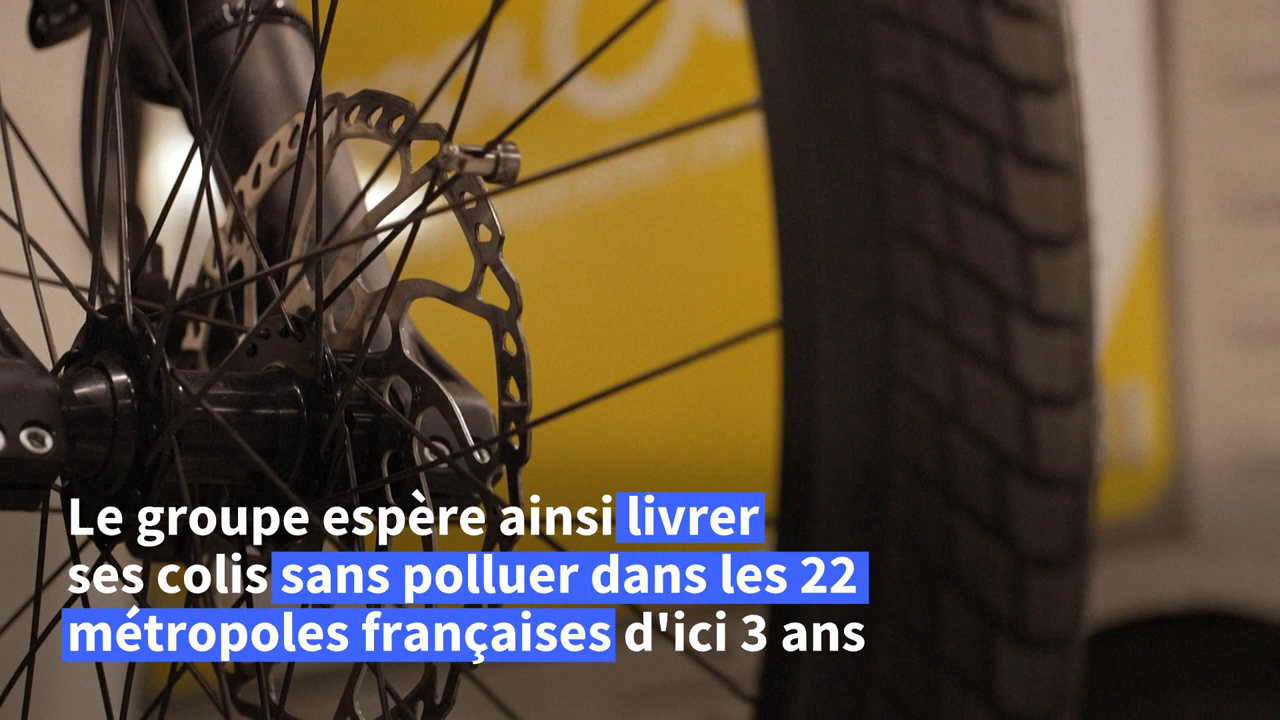 Le groupe espère ainsi livrer
ses colis sans polluer dans les 22
métropoles françaises d'ici 3 ans